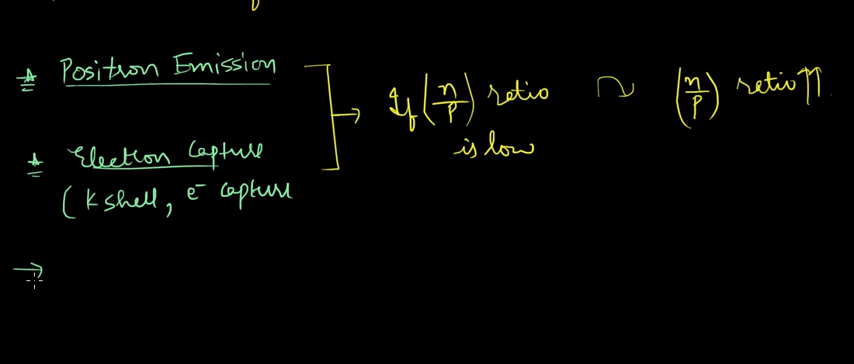 * Positron Emission
* Electron Capture
(K shell, e⁻ capture
→ If (n/p) ratio
is low
(n/p) ratio ↑↑
→